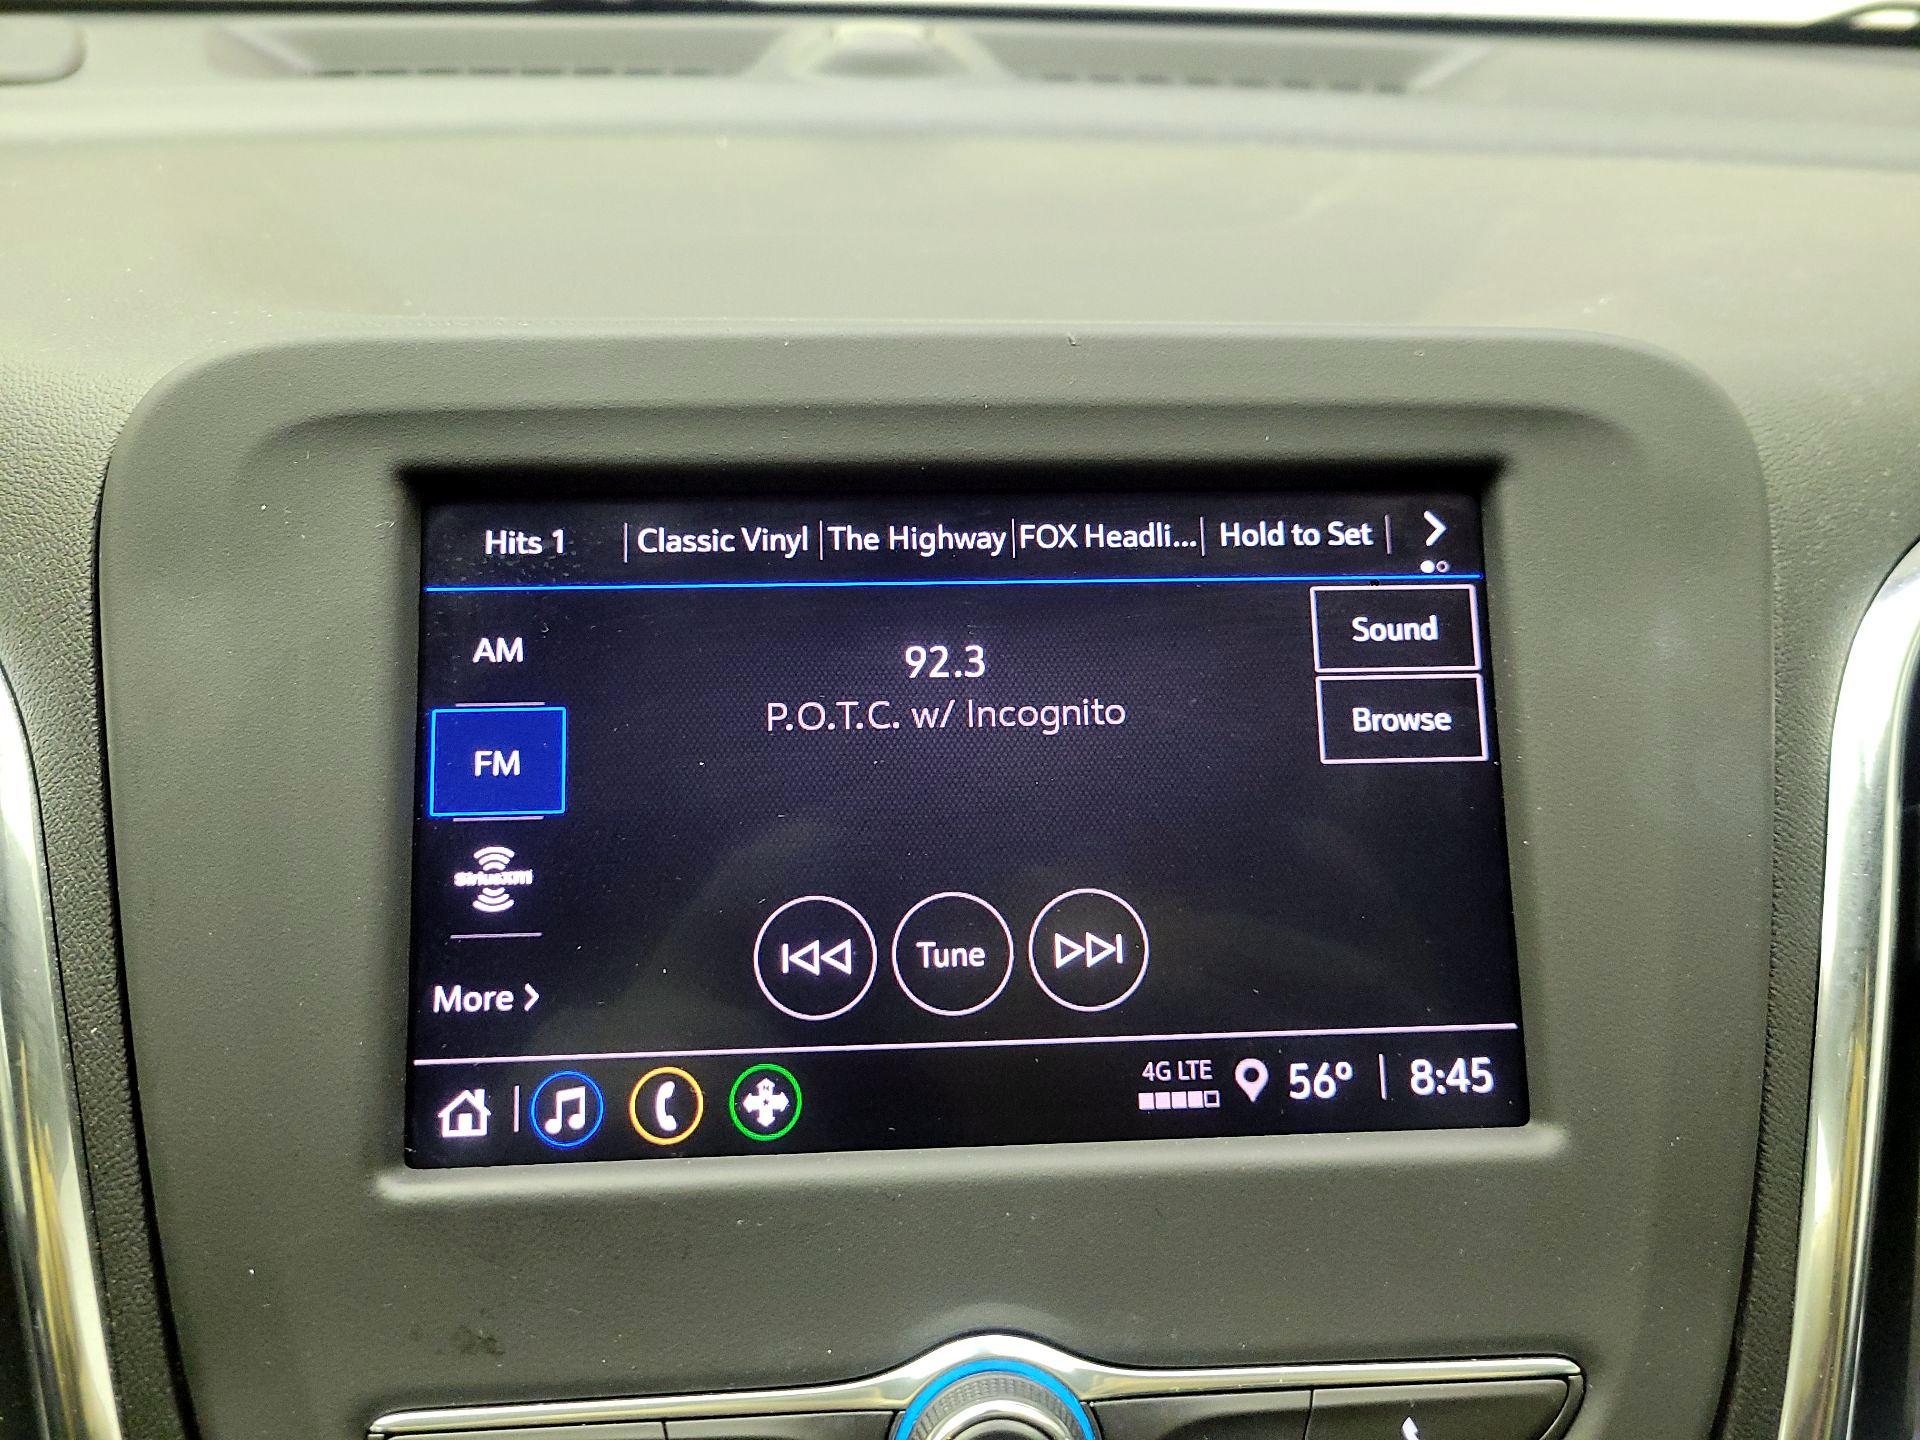 Hits 1 Classic Vinyl The Highway FOX Headli... Hold to Set
AM
92.3
Sound
P.O.T.C. w/ Incognito
Browse
FM
SiriusXM
Tune
More
4G LTE 56° 8:45